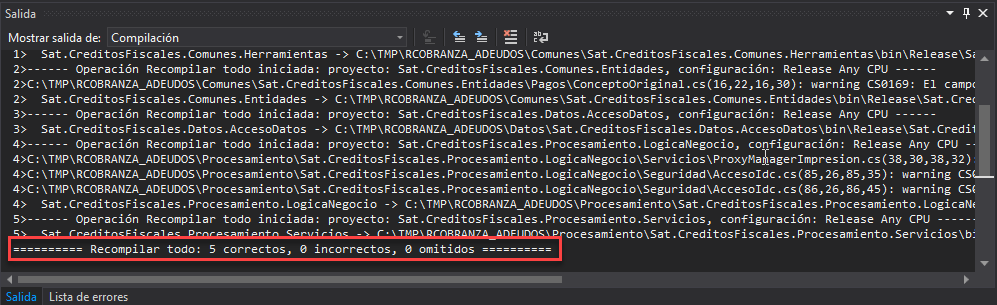 Salida
Mostrar salida de: Compilación
1>  Sat.CreditosFiscales.Comunes.Herramientas -> C:\TMP\RCOBRANZA_ADEUDOS\Comunes\Sat.CreditosFiscales.Comunes.Herramientas\bin\Release\Sa
2>------ Operación Recompilar todo iniciada: proyecto: Sat.CreditosFiscales.Comunes.Entidades, configuración: Release Any CPU ------
2>C:\TMP\RCOBRANZA_ADEUDOS\Comunes\Sat.CreditosFiscales.Comunes.Entidades\Pagos\ConceptoOriginal.cs(16,22,16,30): warning CS0169: El campo
2>  Sat.CreditosFiscales.Comunes.Entidades -> C:\TMP\RCOBRANZA_ADEUDOS\Comunes\Sat.CreditosFiscales.Comunes.Entidades\bin\Release\Sat.Cred
3>------ Operación Recompilar todo iniciada: proyecto: Sat.CreditosFiscales.Datos.AccesoDatos, configuración: Release Any CPU ------
3>  Sat.CreditosFiscales.Datos.AccesoDatos -> C:\TMP\RCOBRANZA_ADEUDOS\Datos\Sat.CreditosFiscales.Datos.AccesoDatos\bin\Release\Sat.Credit
4>------ Operación Recompilar todo iniciada: proyecto: Sat.CreditosFiscales.Procesamiento.LogicaNegocio, configuración: Release Any CPU --
4>C:\TMP\RCOBRANZA_ADEUDOS\Procesamiento\Sat.CreditosFiscales.Procesamiento.LogicaNegocio\Servicios\ProxyManagerImpresion.cs(38,30,38,32):
4>C:\TMP\RCOBRANZA_ADEUDOS\Procesamiento\Sat.CreditosFiscales.Procesamiento.LogicaNegocio\Seguridad\AccesoIdc.cs(85,26,85,35): warning CS0
4>C:\TMP\RCOBRANZA_ADEUDOS\Procesamiento\Sat.CreditosFiscales.Procesamiento.LogicaNegocio\Seguridad\AccesoIdc.cs(86,26,86,45): warning CS0
4>  Sat.CreditosFiscales.Procesamiento.LogicaNegocio -> C:\TMP\RCOBRANZA_ADEUDOS\Procesamiento\Sat.CreditosFiscales.Procesamiento.LogicaNe
5>------ Operación Recompilar todo iniciada: proyecto: Sat.CreditosFiscales.Procesamiento.Servicios, configuración: Release Any CPU ------
5>  Sat.CreditosFiscales.Procesamiento.Servicios -> C:\TMP\RCOBRANZA_ADEUDOS\Procesamiento\Sat.CreditosFiscales.Procesamiento.Servicios\bi
========== Recompilar todo: 5 correctos, 0 incorrectos, 0 omitidos ==========
Salida Lista de errores